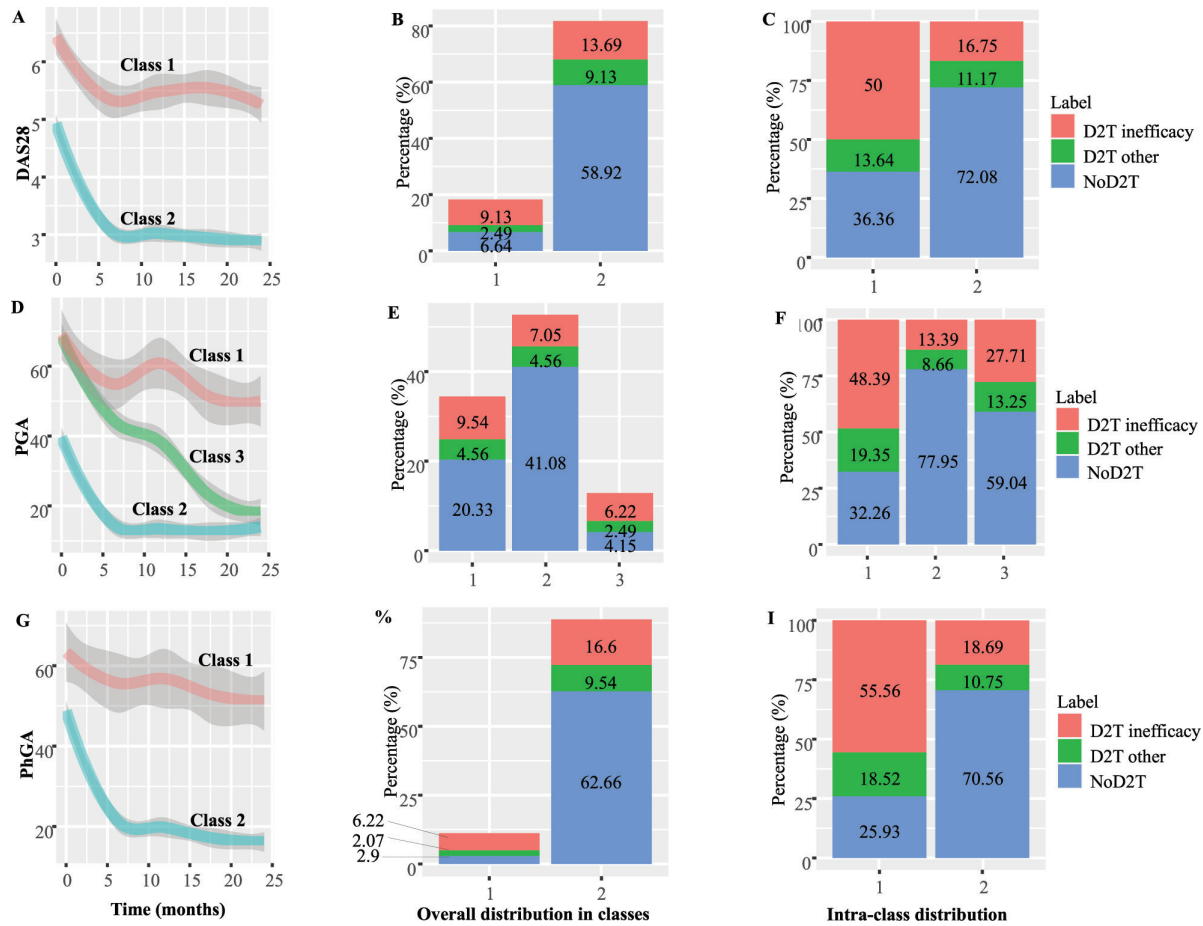 A
DAS28
6
5
4
3
Class 1
Class 2
0 5 10 15 20 25
B
Percentage (%)
80
60
40
20
0
13.69
9.13
58.92
9.13
2.49
6.64
1 2
C
Percentage (%)
100
75
50
25
0
50
13.64
36.36
16.75
11.17
72.08
1 2
Label
D2T inefficacy
D2T other
NoD2T
D
PGA
60
40
20
Class 1
Class 3
Class 2
0 5 10 15 20 25
E
Percentage (%)
40
20
0
9.54
4.56
20.33
7.05
4.56
41.08
6.22
2.49
4.15
1 2 3
F
Percentage (%)
100
75
50
25
0
48.39
19.35
32.26
13.39
8.66
77.95
27.71
13.25
59.04
1 2 3
Label
D2T inefficacy
D2T other
NoD2T
G
PhGA
60
40
20
Class 1
Class 2
0 5 10 15 20 25
Time (months)
%
Percentage (%)
75
50
25
0
6.22
2.07
2.9
16.6
9.54
62.66
1 2
Overall distribution in classes
I
Percentage (%)
100
75
50
25
0
55.56
18.52
25.93
18.69
10.75
70.56
1 2
Intra-class distribution
Label
D2T inefficacy
D2T other
NoD2T